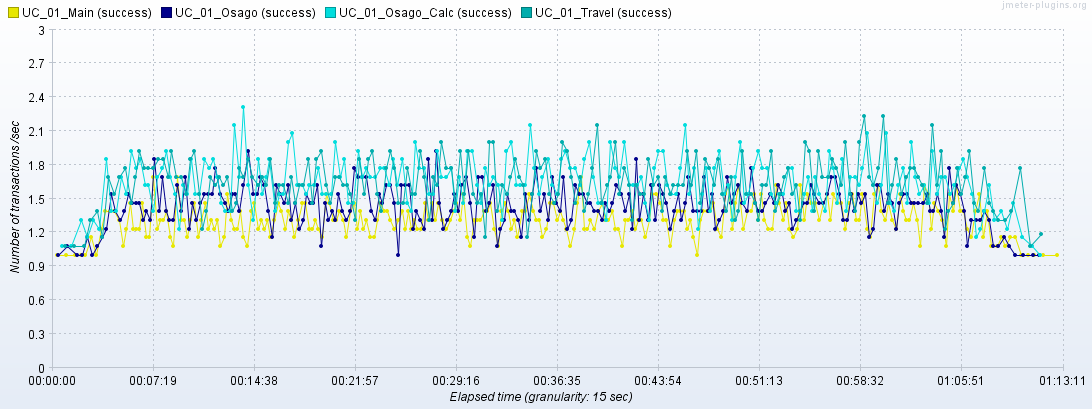 UC_01_Main (success) UC_01_Osago (success) UC_01_Osago_Calc (success) UC_01_Travel (success)
jmeter-plugins.org
Number of transactions /sec
3
2.7
2.4
2.1
1.8
1.5
1.2
0.9
0.6
0.3
0
00:00:00 00:07:19 00:14:38 00:21:57 00:29:16 00:36:35 00:43:54 00:51:13 00:58:32 01:05:51 01:13:11
Elapsed time (granularity: 15 sec)